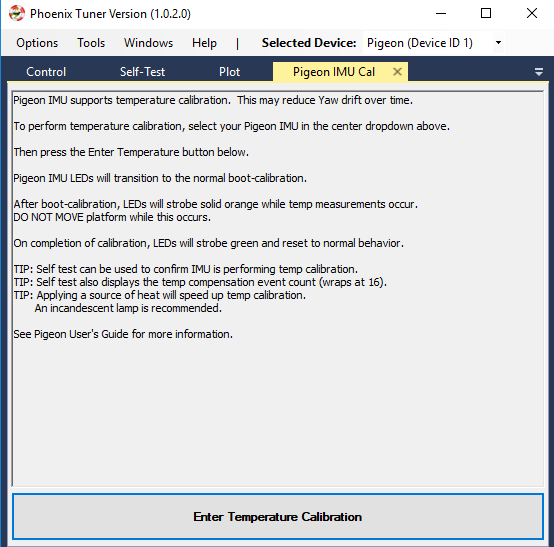 Phoenix Tuner Version (1.0.2.0)
Options Tools Windows Help | Selected Device: Pigeon (Device ID 1)
Control Self-Test Plot Pigeon IMU Cal
Pigeon IMU supports temperature calibration. This may reduce Yaw drift over time.
To perform temperature calibration, select your Pigeon IMU in the center dropdown above.
Then press the Enter Temperature button below.
Pigeon IMU LEDs will transition to the normal boot-calibration.
After boot-calibration, LEDs will strobe solid orange while temp measurements occur.
DO NOT MOVE platform while this occurs.
On completion of calibration, LEDs will strobe green and reset to normal behavior.
TIP: Self test can be used to confirm IMU is performing temp calibration.
TIP: Self test also displays the temp compensation event count (wraps at 16).
TIP: Applying a source of heat will speed up temp calibration.
An incandescent lamp is recommended.
See Pigeon User's Guide for more information.
Enter Temperature Calibration